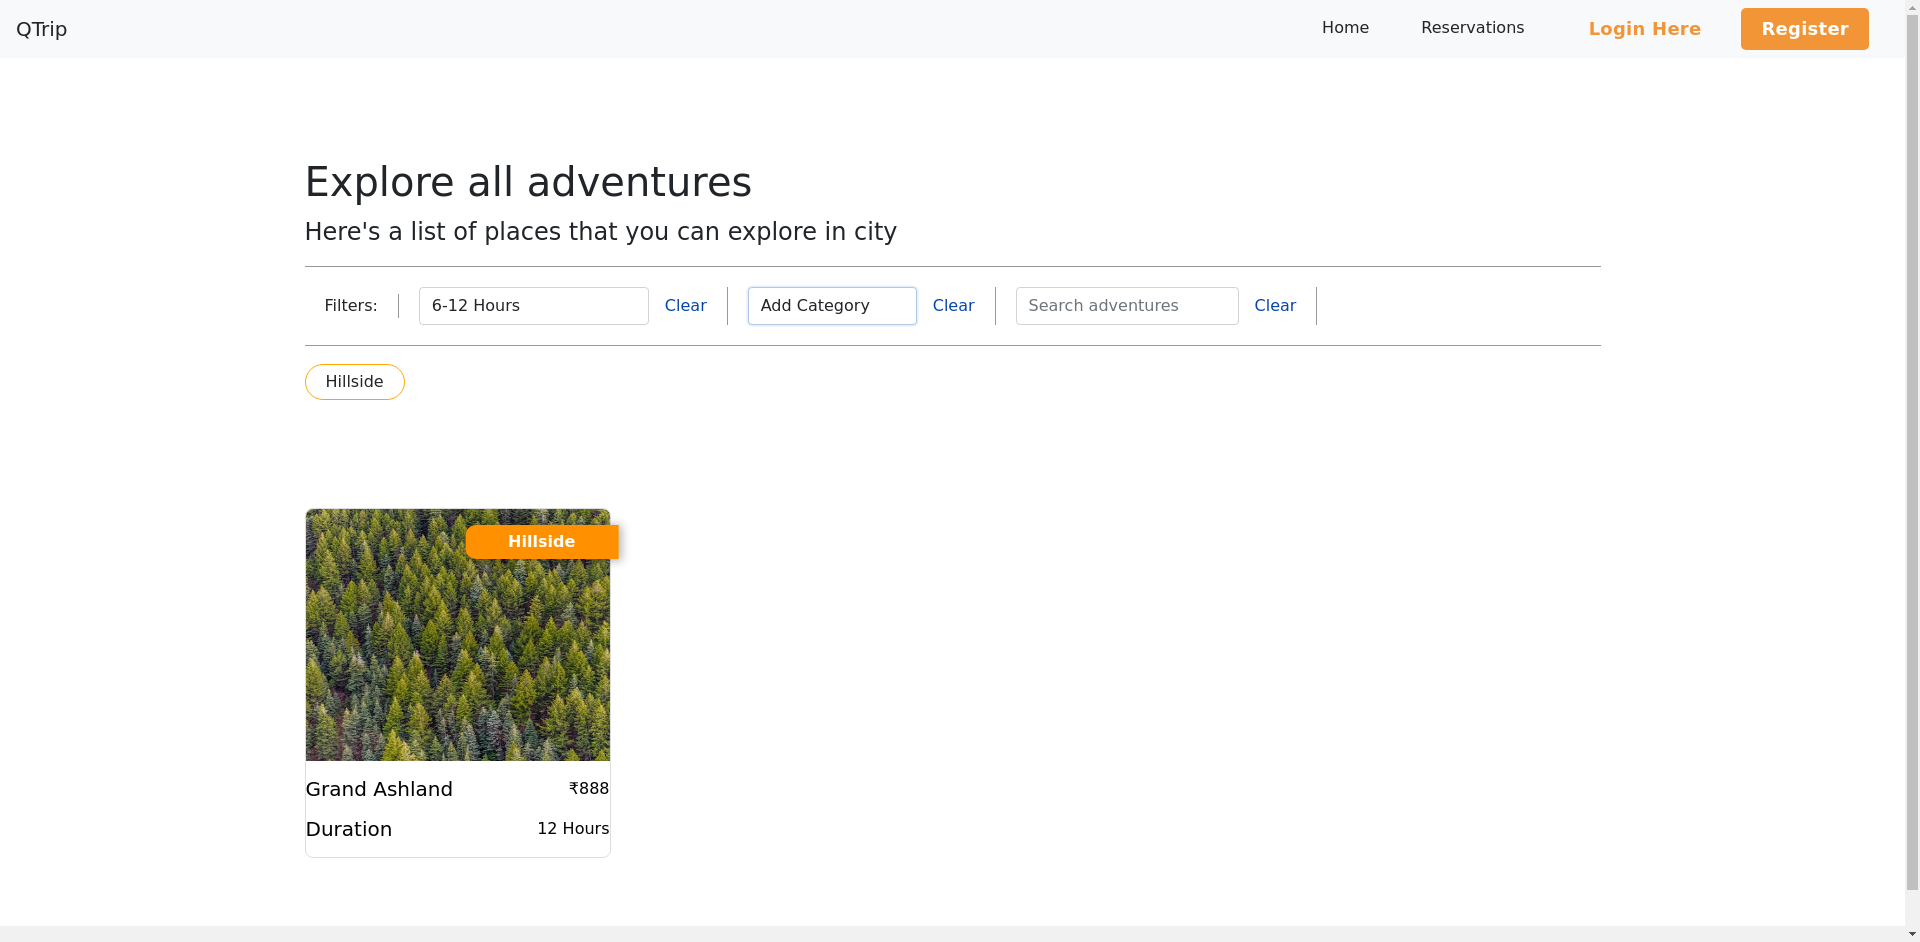 QTrip
Home
Reservations
Login Here
Register
Explore all adventures
Here's a list of places that you can explore in city
Filters:
6-12 Hours
Clear
Add Category
Clear
Search adventures
Clear
Hillside
Hillside
Grand Ashland
₹888
Duration
12 Hours